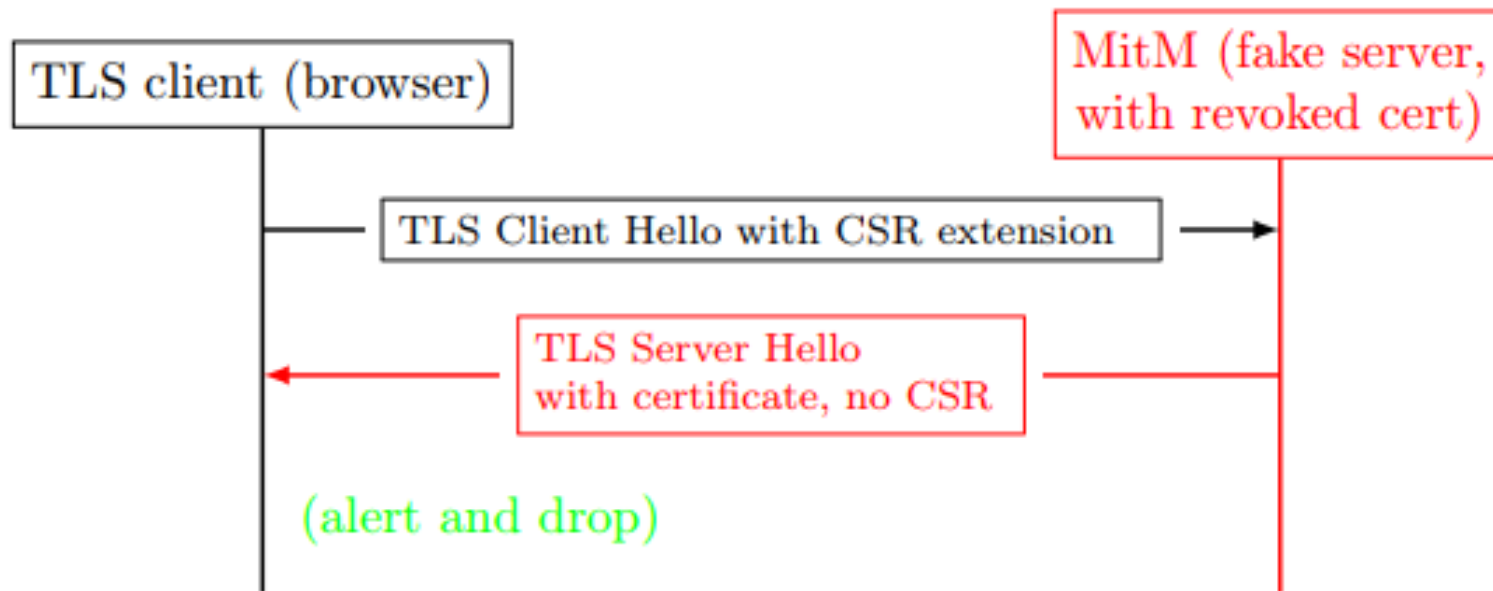 TLS client (browser)
MitM (fake server,
with revoked cert)
TLS Client Hello with CSR extension
TLS Server Hello
with certificate, no CSR
(alert and drop)